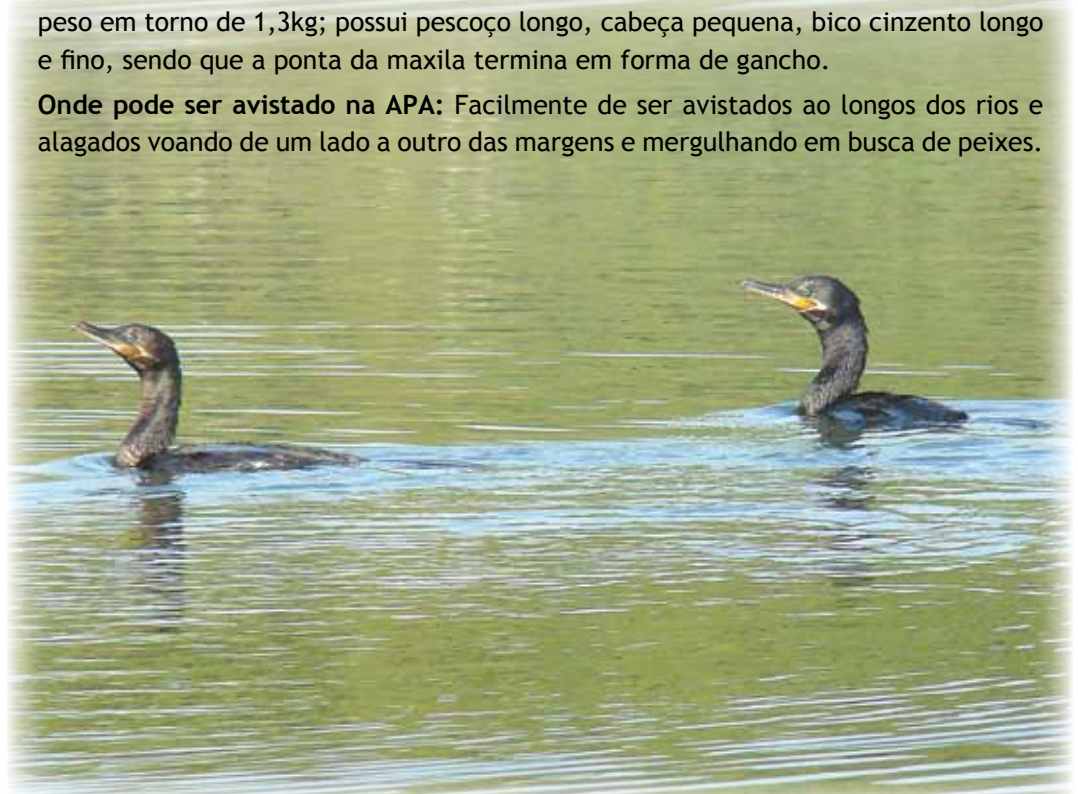 peso em torno de 1,3kg; possui pescoço longo, cabeça pequena, bico cinzento longo
e fino, sendo que a ponta da maxila termina em forma de gancho.
Onde pode ser avistado na APA: Facilmente de ser avistados ao longos dos rios e
alagados voando de um lado a outro das margens e mergulhando em busca de peixes.